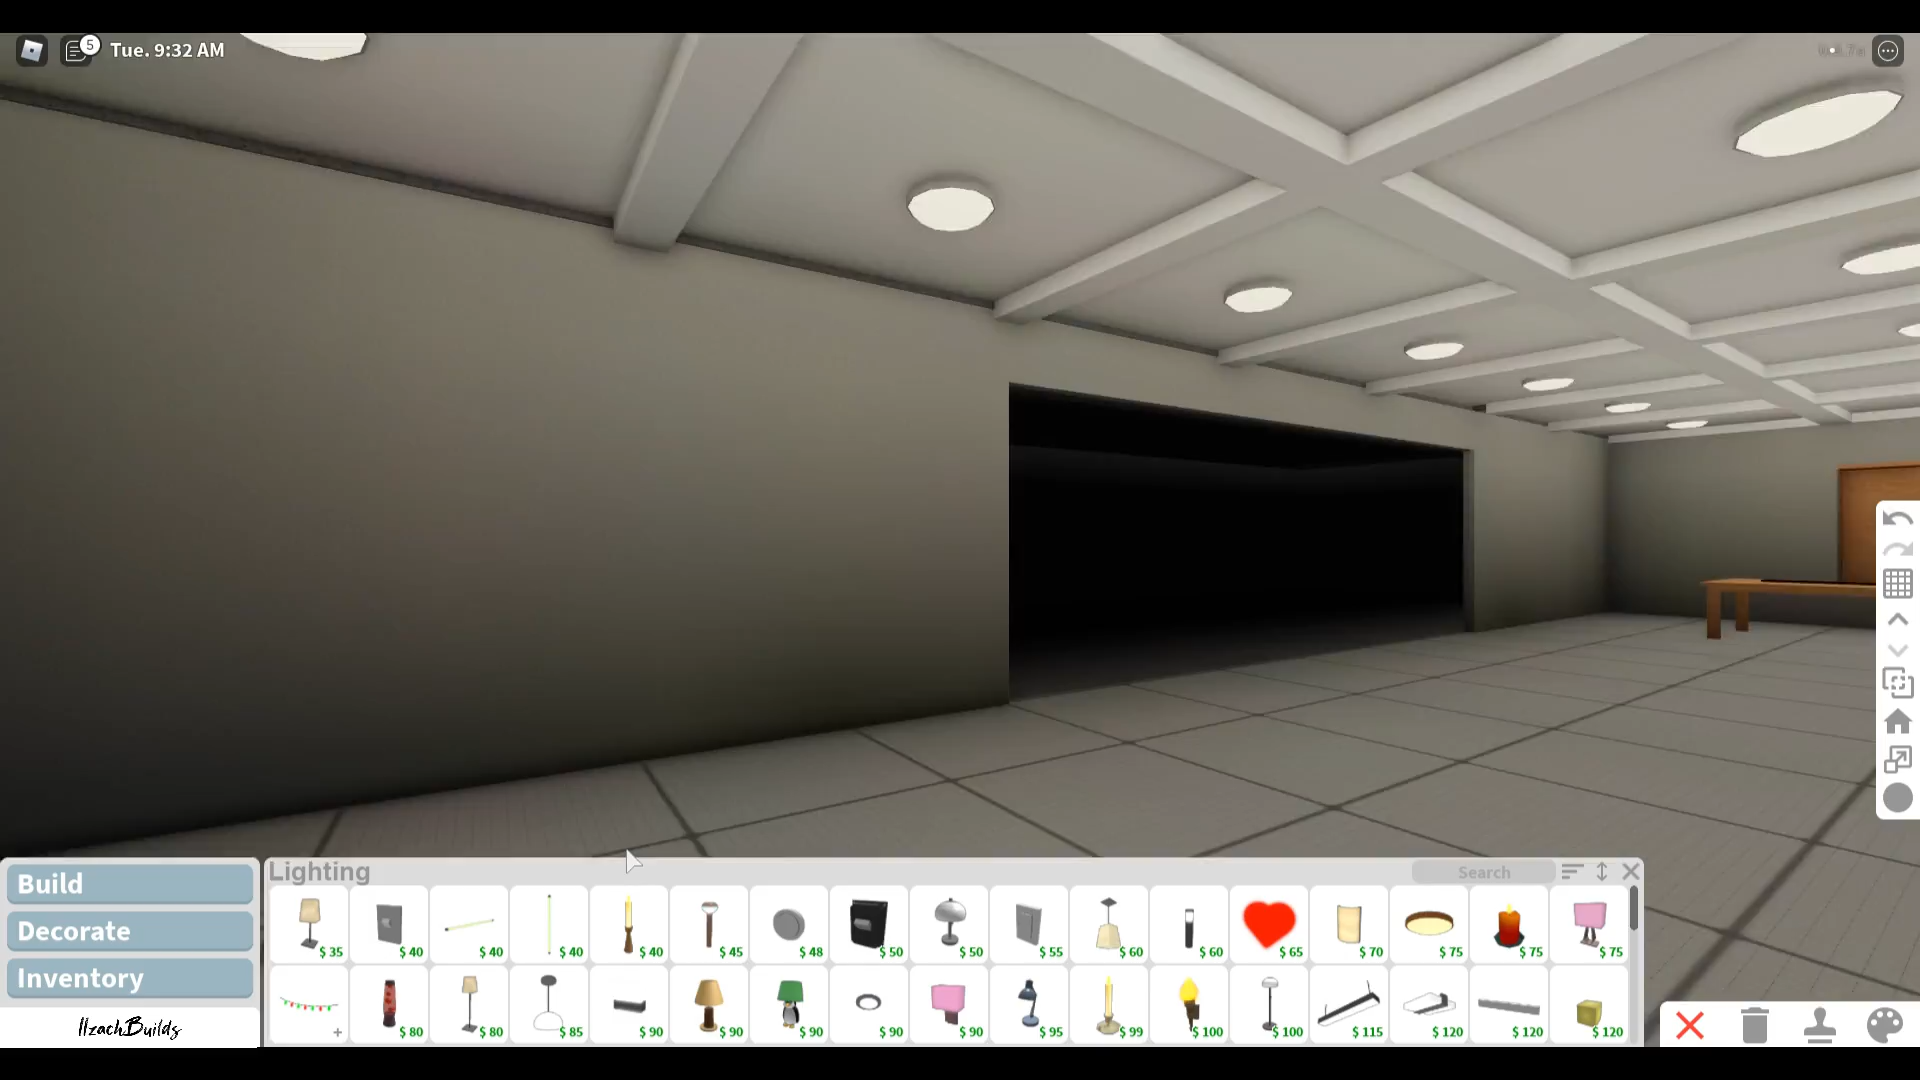 5
Tue. 9:32 AM
Build
Decorate
Inventory
11zachBuilds
Lighting
Search
$ 35 $ 40 $ 40 $ 40 $ 40 $ 45 $ 48 $ 50 $ 50 $ 55 $ 60 $ 60 $ 65 $ 70 $ 75 $ 75 $ 75
+ $ 80 $ 80 $ 85 $ 90 $ 90 $ 90 $ 90 $ 90 $ 95 $ 99 $ 100 $ 100 $ 115 $ 120 $ 120 $ 120